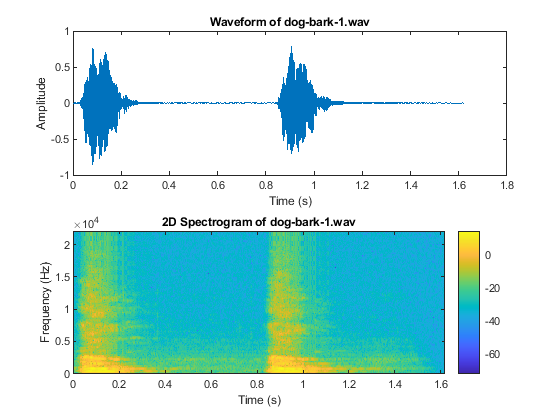 Waveform of dog-bark-1.wav
1
0.5
0
-0.5
-1
Amplitude
0 0.2 0.4 0.6 0.8 1 1.2 1.4 1.6 1.8
Time (s)
2D Spectrogram of dog-bark-1.wav
×10⁴
2
1.5
1
0.5
0
Frequency (Hz)
0 0.2 0.4 0.6 0.8 1 1.2 1.4 1.6
Time (s)
0
-20
-40
-60